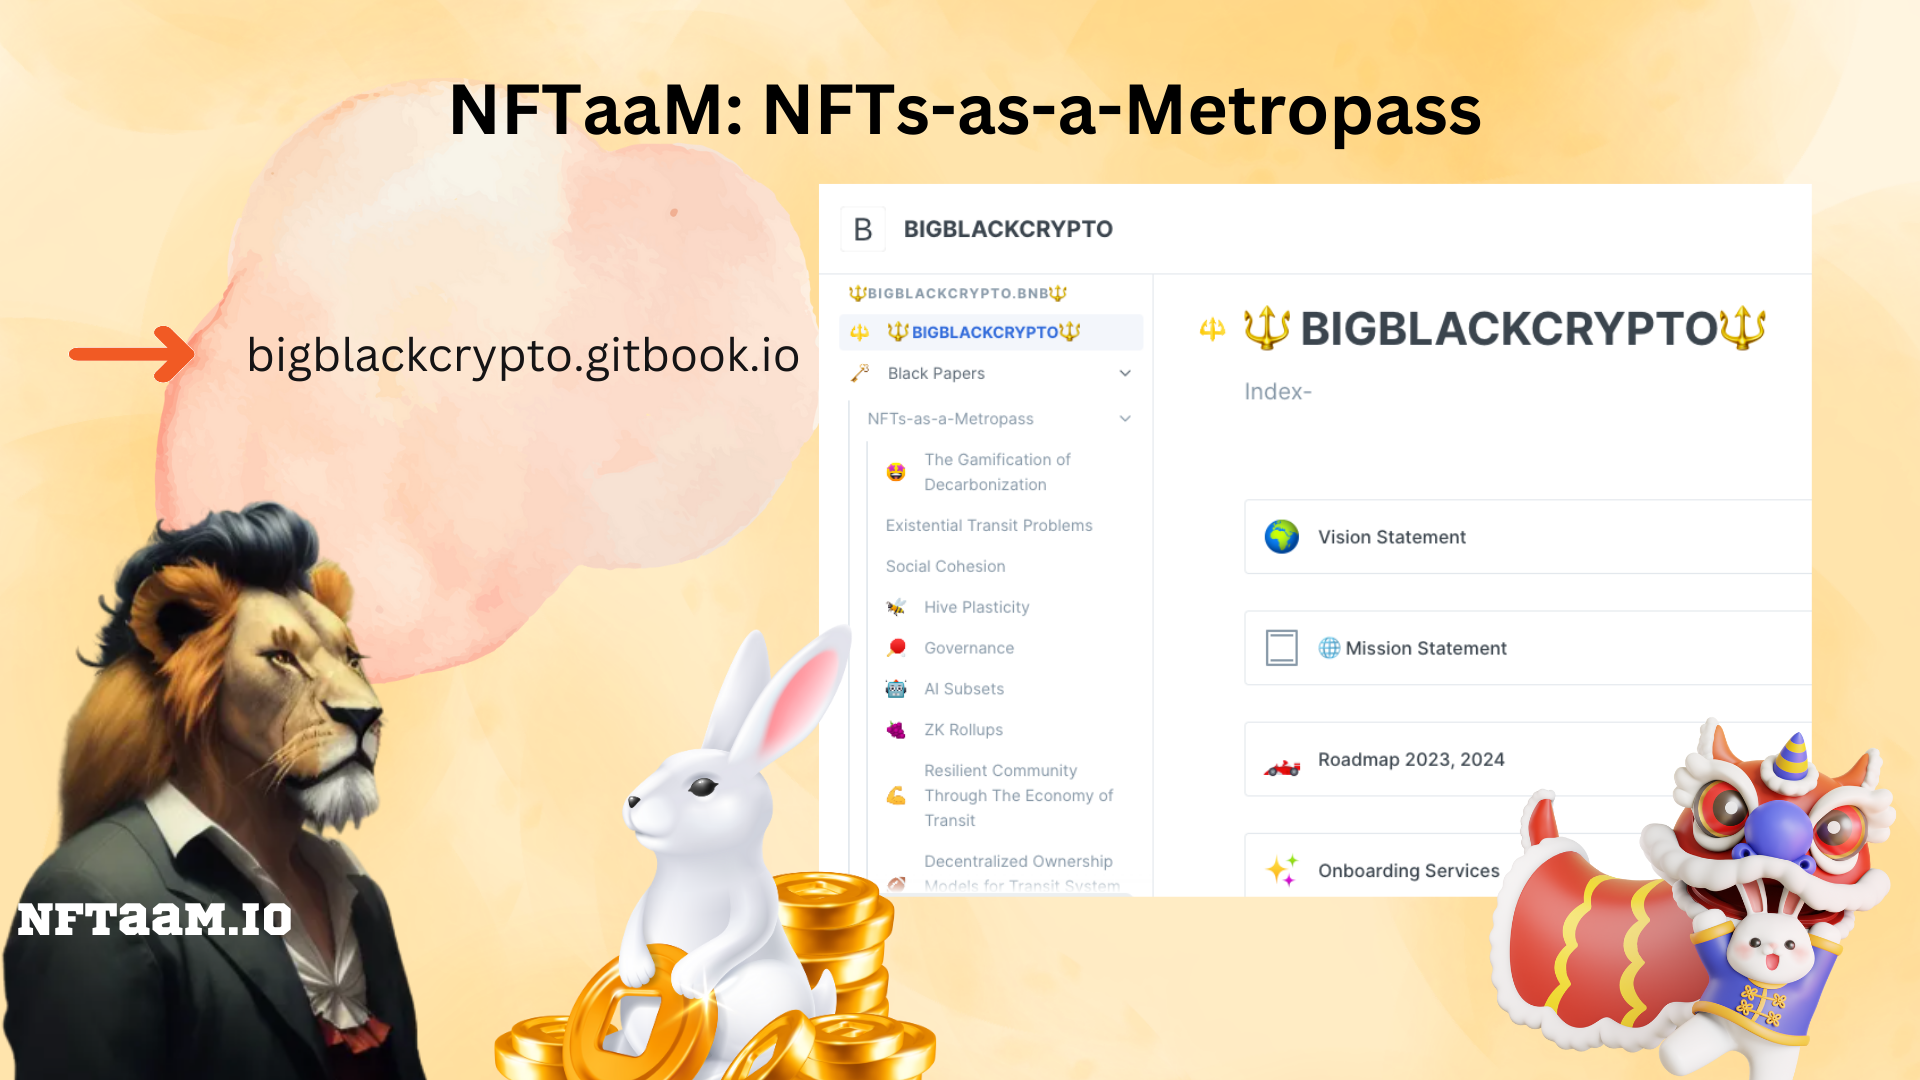 NFTaaM: NFTs-as-a-Metropass
bigblackcrypto.gitbook.io
B
BIGBLACKCRYPTO
BIGBLACKCRYPTO.BNB
BIGBLACKCRYPTO
Black Papers
NFTs-as-a-Metropass
The Gamification of
Decarbonization
Existential Transit Problems
Social Cohesion
Hive Plasticity
Governance
AI Subsets
ZK Rollups
Resilient Community
Through The Economy of
Transit
Decentralized Ownership
Models for Transit System
BIGBLACKCRYPTO
Index-
Vision Statement
Mission Statement
Roadmap 2023, 2024
Onboarding Services
NFTaaM.IO